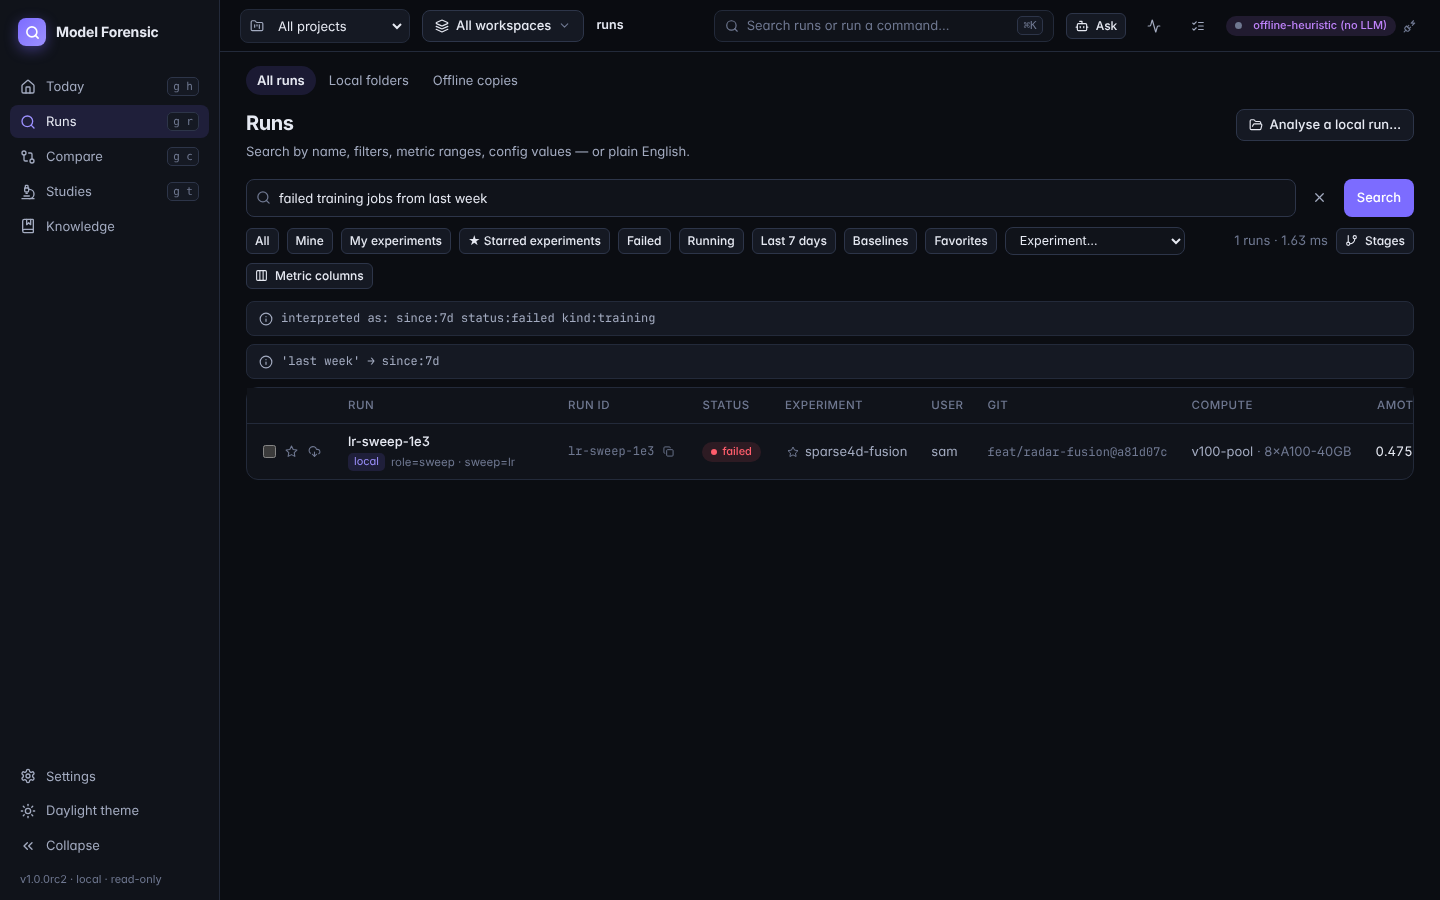 Model Forensic
Today g h
Runs g r
Compare g c
Studies g t
Knowledge
Settings
Daylight theme
Collapse
v1.0.0rc2 · local · read-only
All projects All workspaces runs Search runs or run a command... ⌘K Ask offline-heuristic (no LLM)
All runs Local folders Offline copies
Runs
Analyse a local run...
Search by name, filters, metric ranges, config values — or plain English.
failed training jobs from last week Search
All Mine My experiments ★ Starred experiments Failed Running Last 7 days Baselines Favorites Experiment... 1 runs · 1.63 ms Stages
Metric columns
interpreted as: since:7d status:failed kind:training
'last week' → since:7d
RUN RUN ID STATUS EXPERIMENT USER GIT COMPUTE AMOT
lr-sweep-1e3 lr-sweep-1e3 failed sparse4d-fusion sam feat/radar-fusion@a81d07c v100-pool · 8×A100-40GB 0.475
local role=sweep · sweep=lr